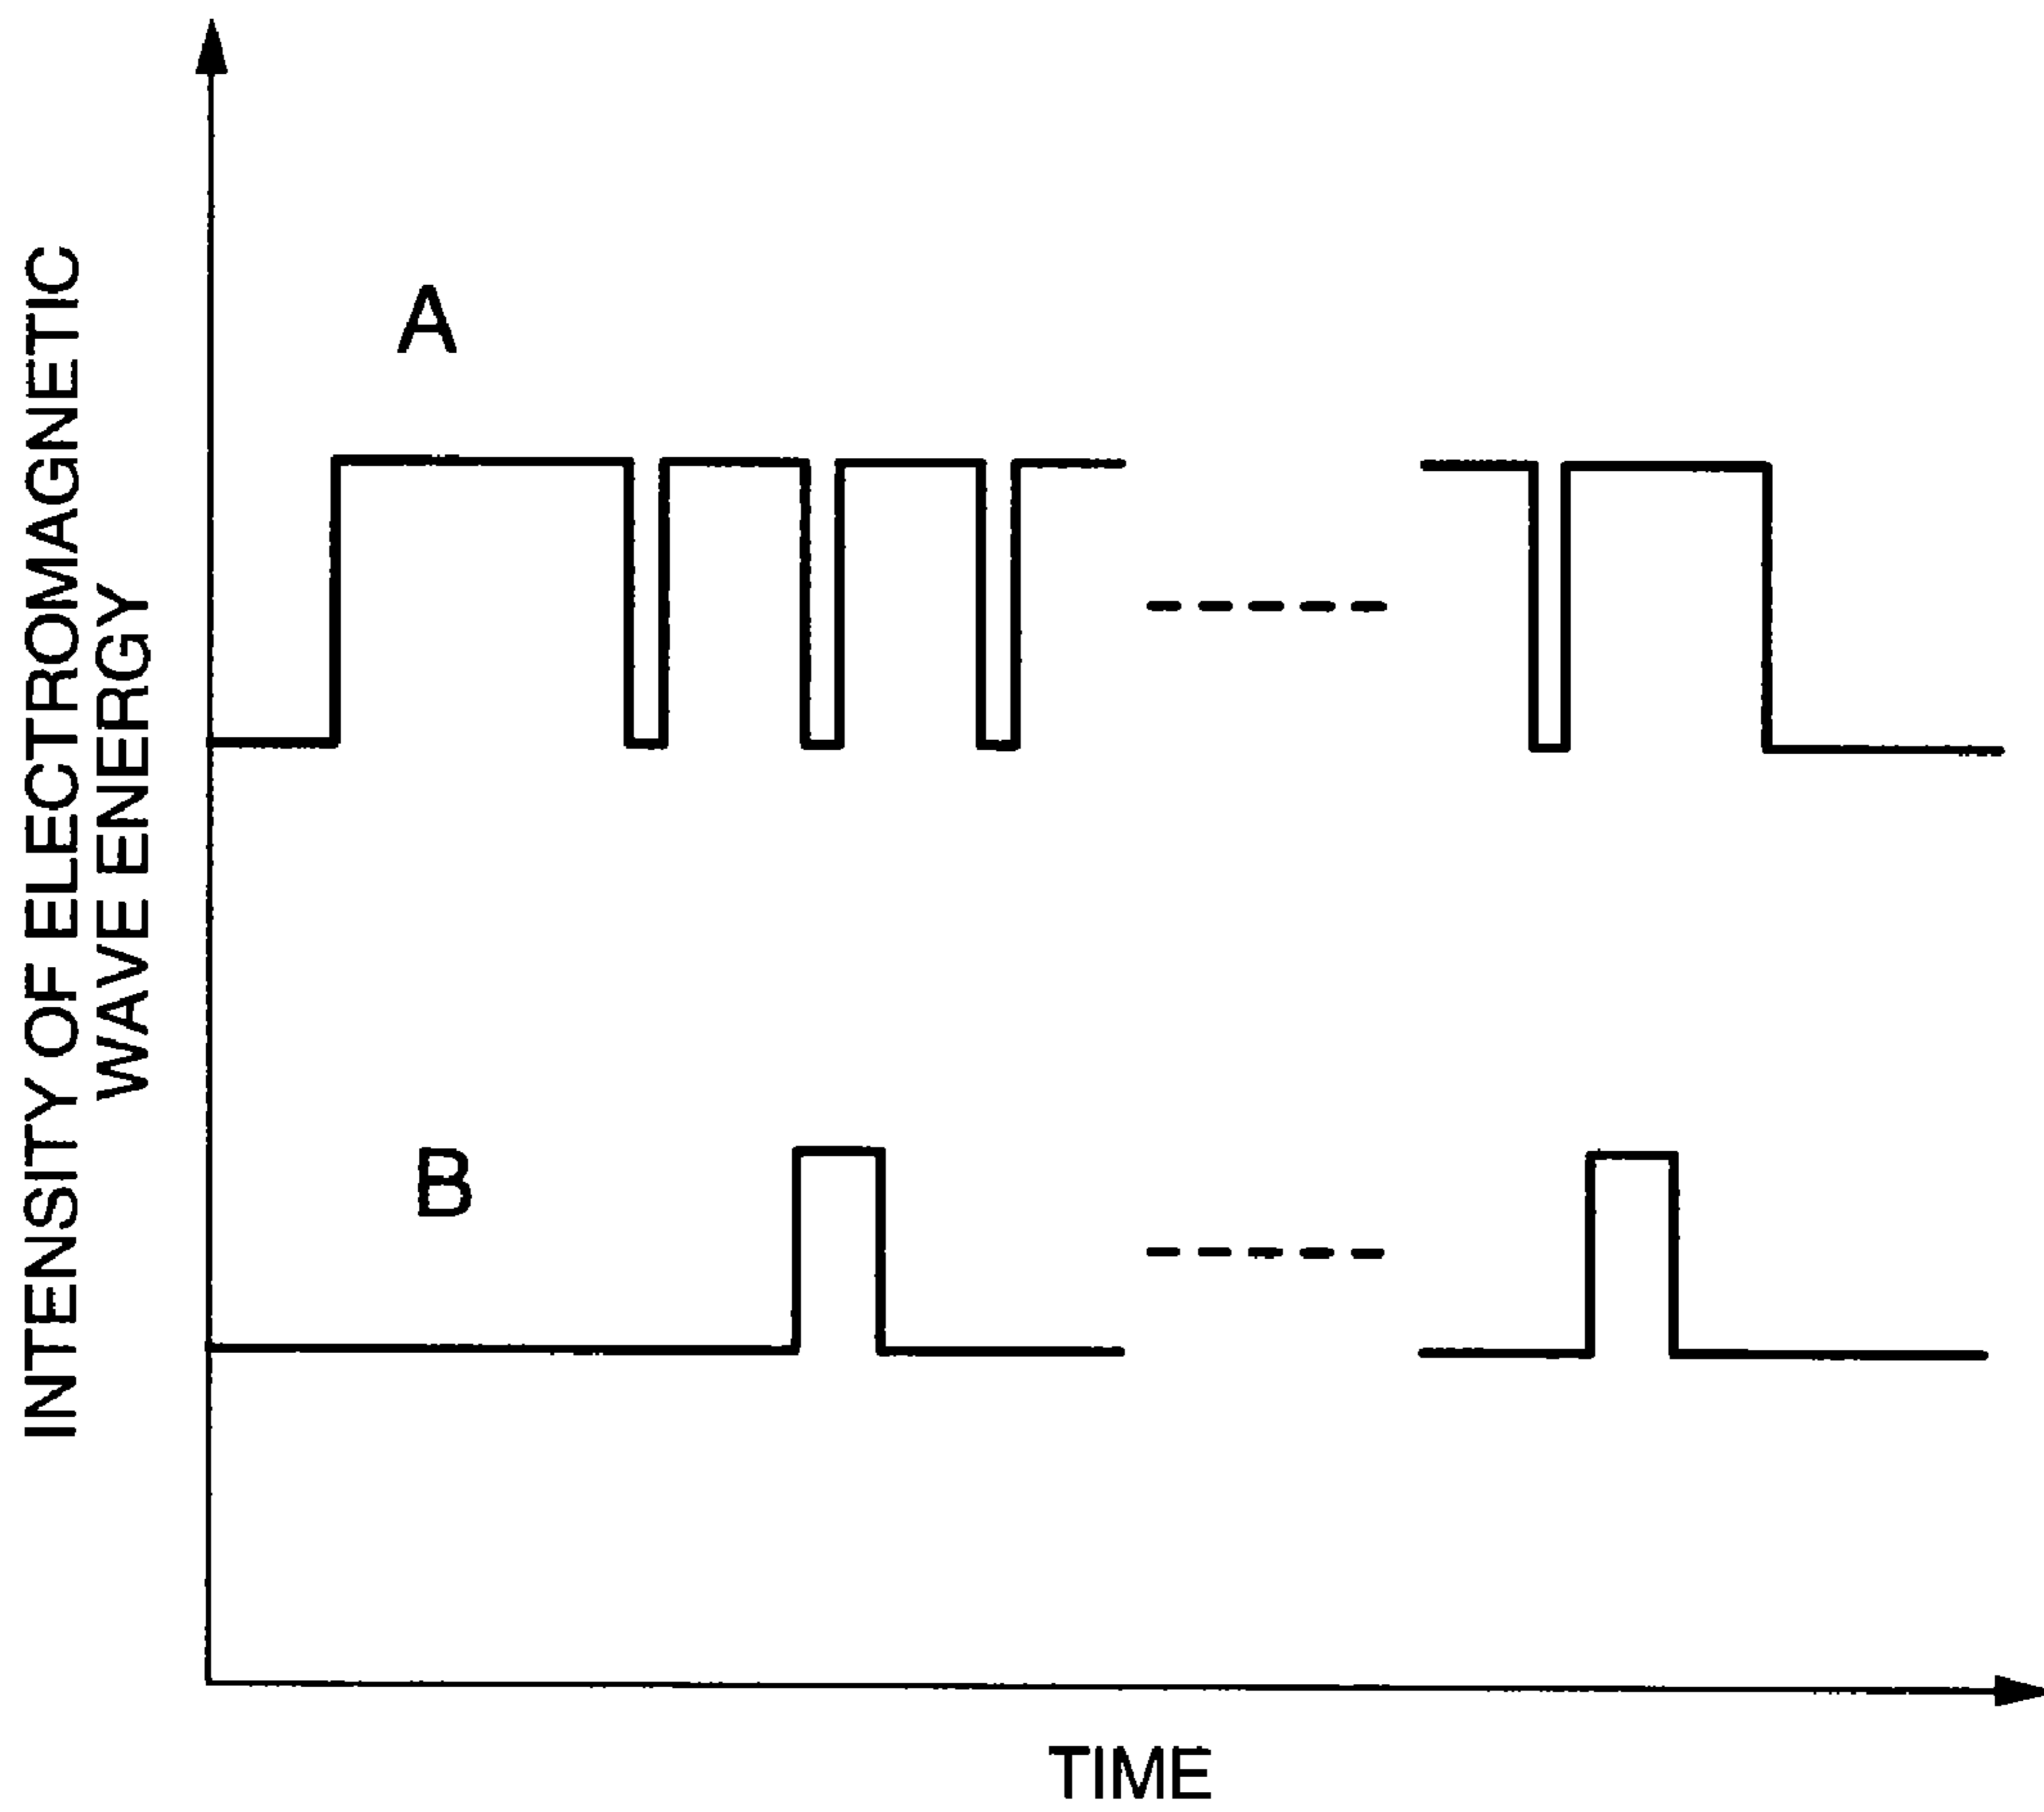 INTENSITY OF ELECTROMAGNETIC
WAVE ENERGY
A
B
TIME